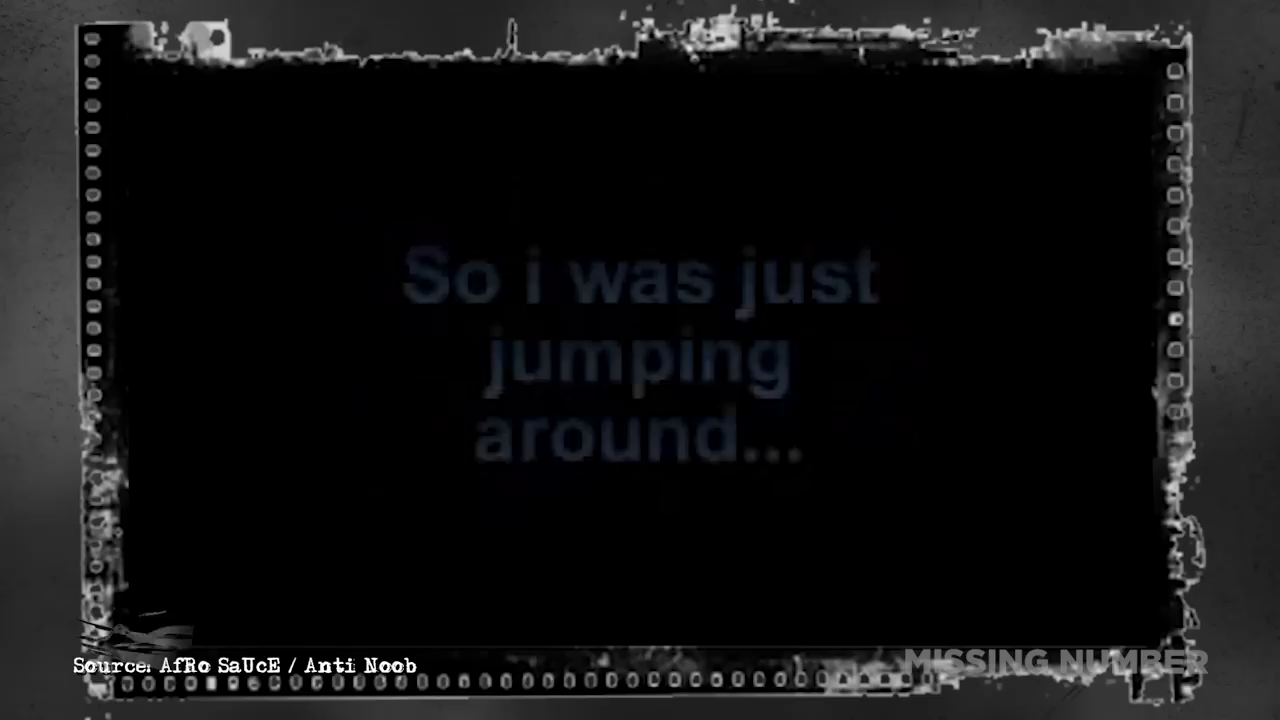 So i was just
jumping
around...
Source: AfRo SaUcE / Anti Noob
MISSING NUMBER